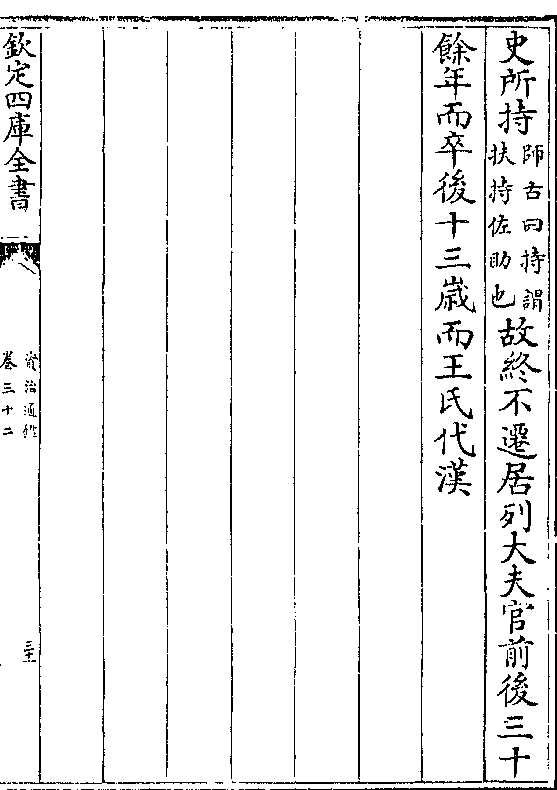 史所持師古曰持謂扶持佐助也故終不遷居列大夫官前後三十
餘年而卒後十三歳而王氏代漢
欽定四庫全書
資治通鑑
卷三十二
三十